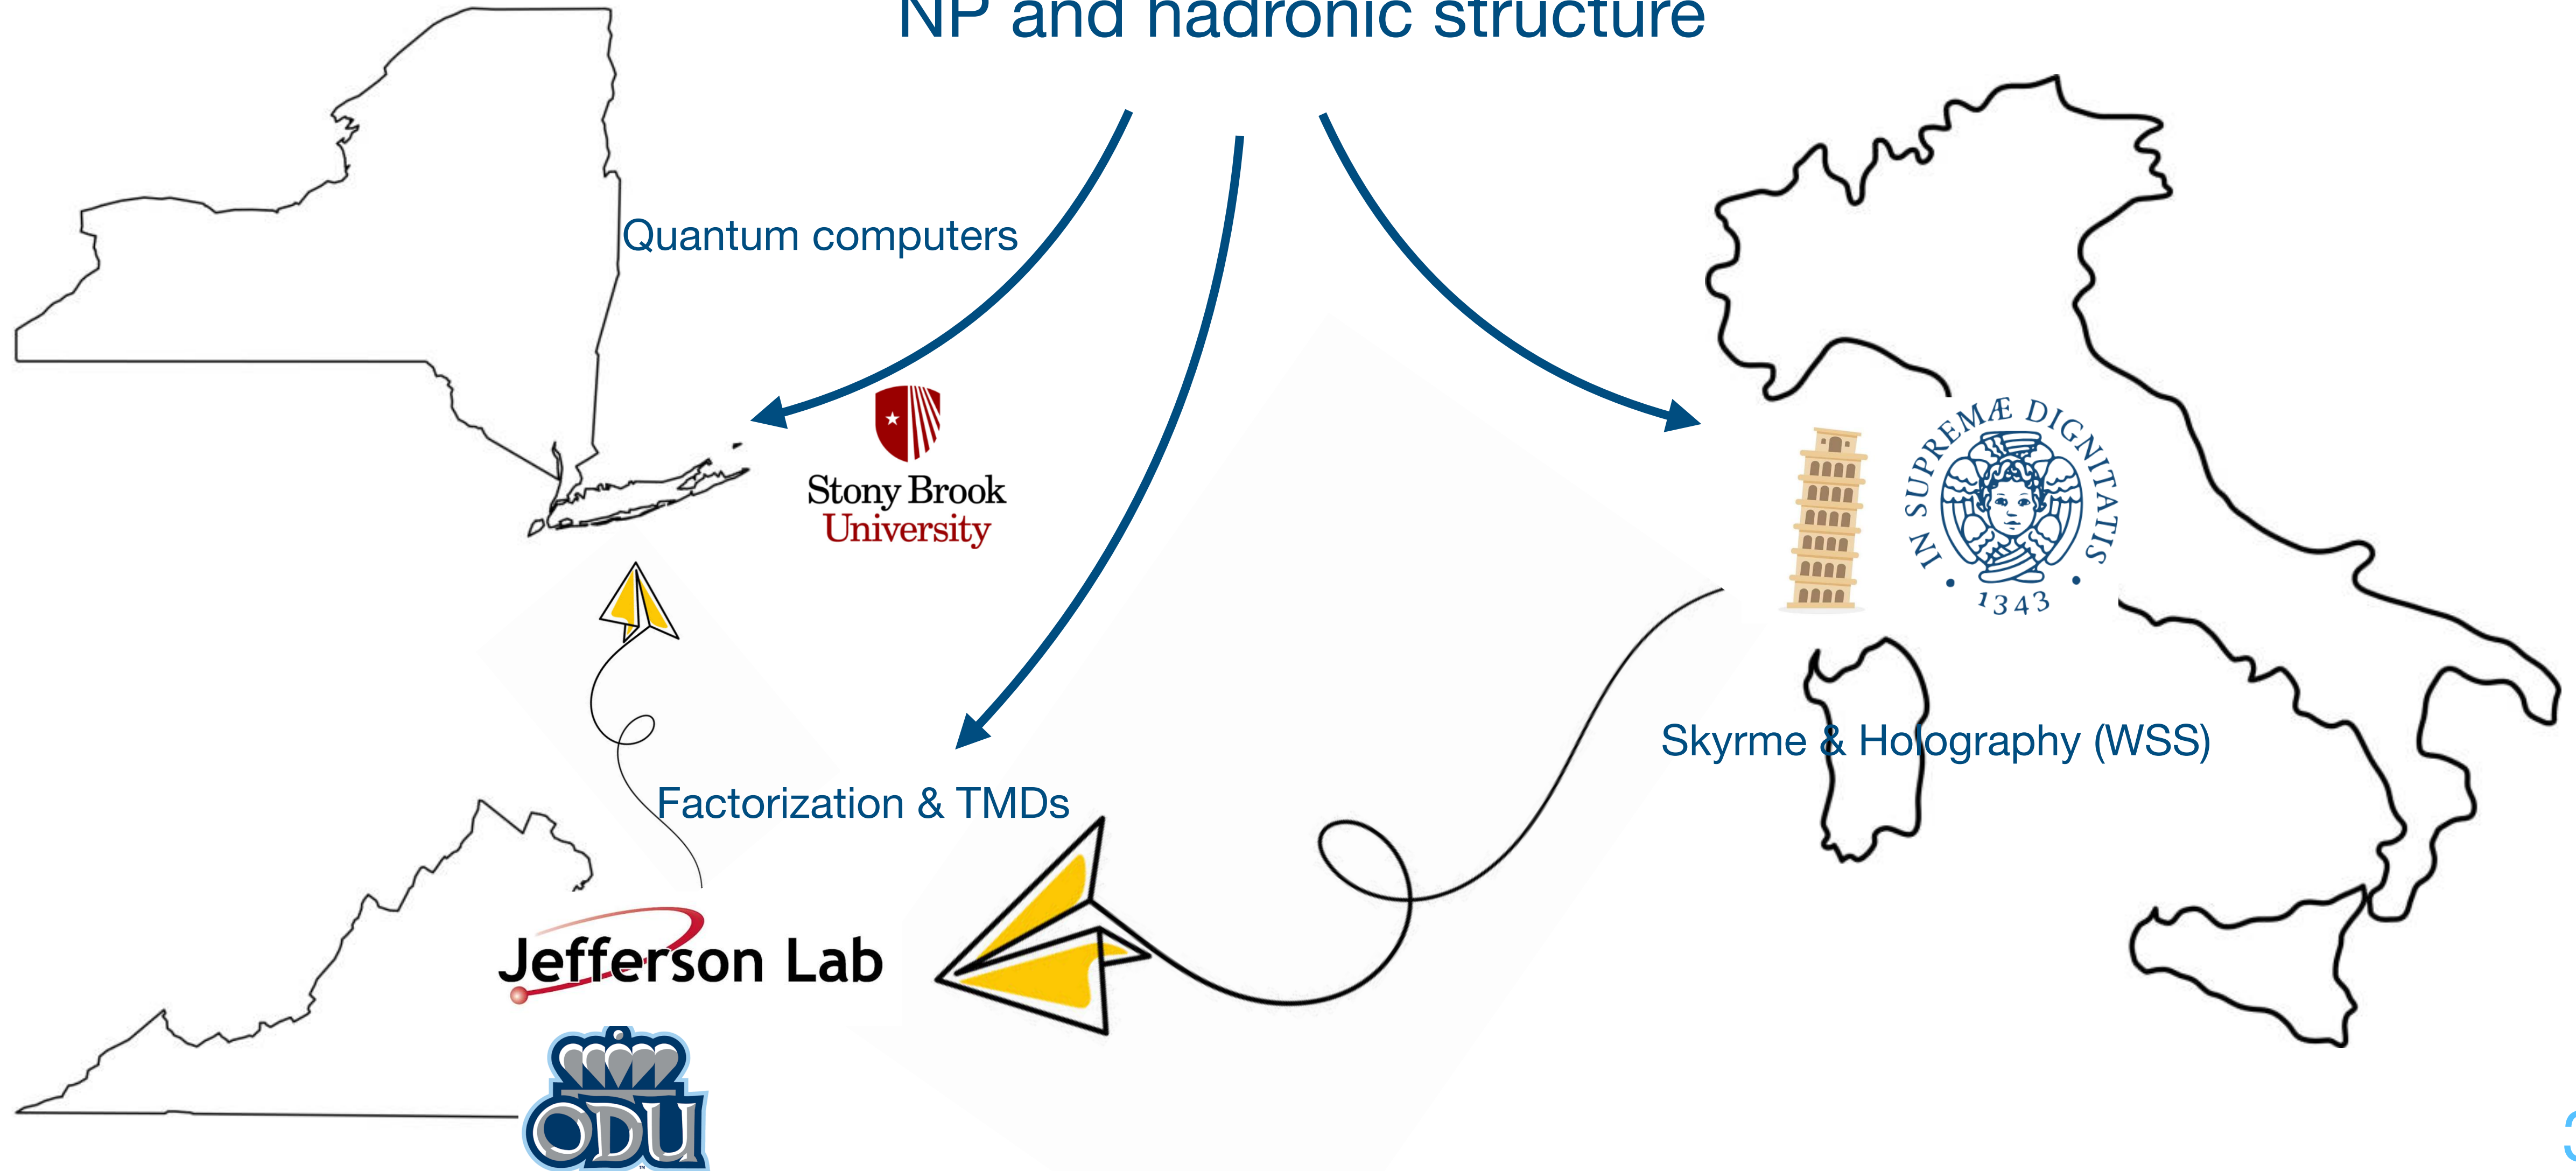 NP and hadronic structure
Quantum computers
Stony Brook
University
IN SUPREMÆ DIGNITATIS
1343
Skyrme & Holography (WSS)
Factorization & TMDs
Jefferson Lab
ODU